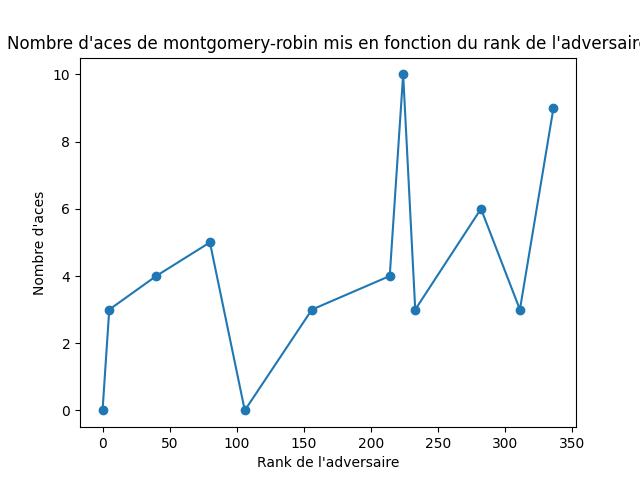 Nombre d'aces de montgomery-robin mis en fonction du rank de l'adversaire
10
8
6
4
2
0
Nombre d'aces
0 50 100 150 200 250 300 350
Rank de l'adversaire